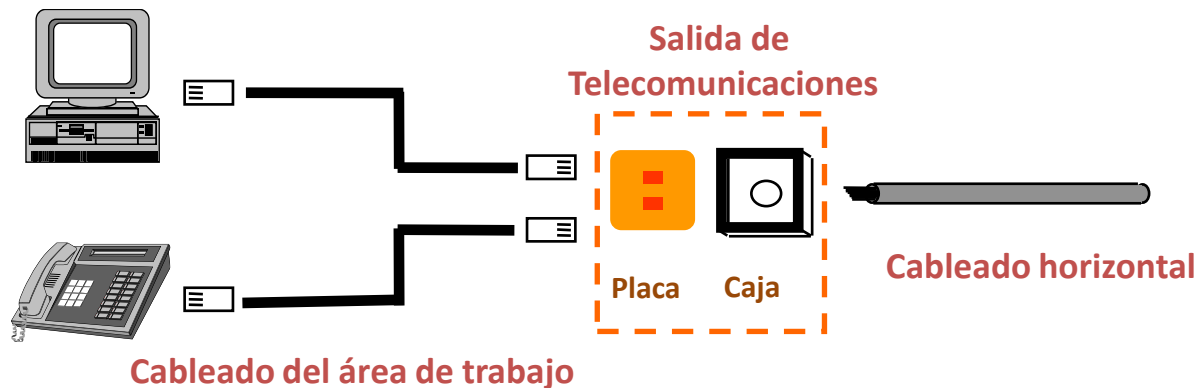 Salida de
Telecomunicaciones
Placa
Caja
Cableado horizontal
Cableado del área de trabajo